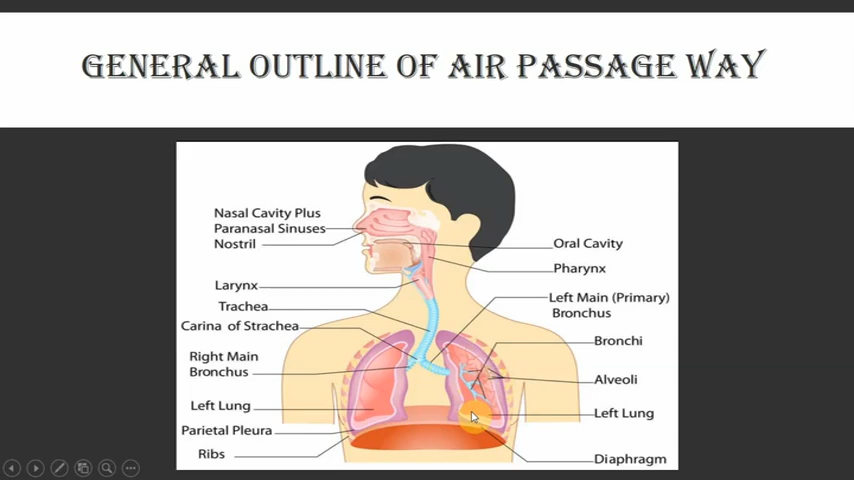 GENERAL OUTLINE OF AIR PASSAGE WAY
Nasal Cavity Plus
Paranasal Sinuses
Nostril
Larynx
Trachea
Carina of Strachea
Right Main
Bronchus
Left Lung
Parietal Pleura
Ribs
Oral Cavity
Pharynx
Left Main (Primary)
Bronchus
Bronchi
Alveoli
Left Lung
Diaphragm